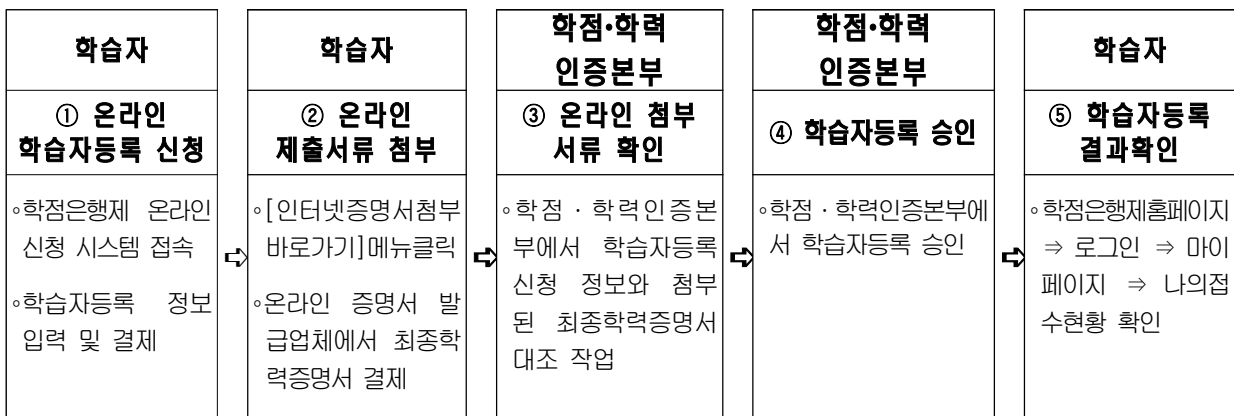 학습자
① 온라인
학습자등록 신청
◦학점은행제 온라인
신청 시스템 접속
◦학습자등록 정보
입력 및 결제
➪
학습자
② 온라인
제출서류 첨부
◦[인터넷증명서첨부
바로가기]메뉴클릭
◦온라인 증명서 발
급업체에서 최종학
력증명서 결제
➪
학점·학력
인증본부
③ 온라인 첨부
서류 확인
◦학점·학력인증본
부에서 학습자등록
신청 정보와 첨부
된 최종학력증명서
대조 작업
➪
학점·학력
인증본부
④ 학습자등록 승인
◦학점·학력인증본부에
서 학습자등록 승인
➪
학습자
⑤ 학습자등록
결과확인
◦학점은행제홈페이지
⇒ 로그인 ⇒ 마이
페이지 ⇒ 나의접
수현황 확인